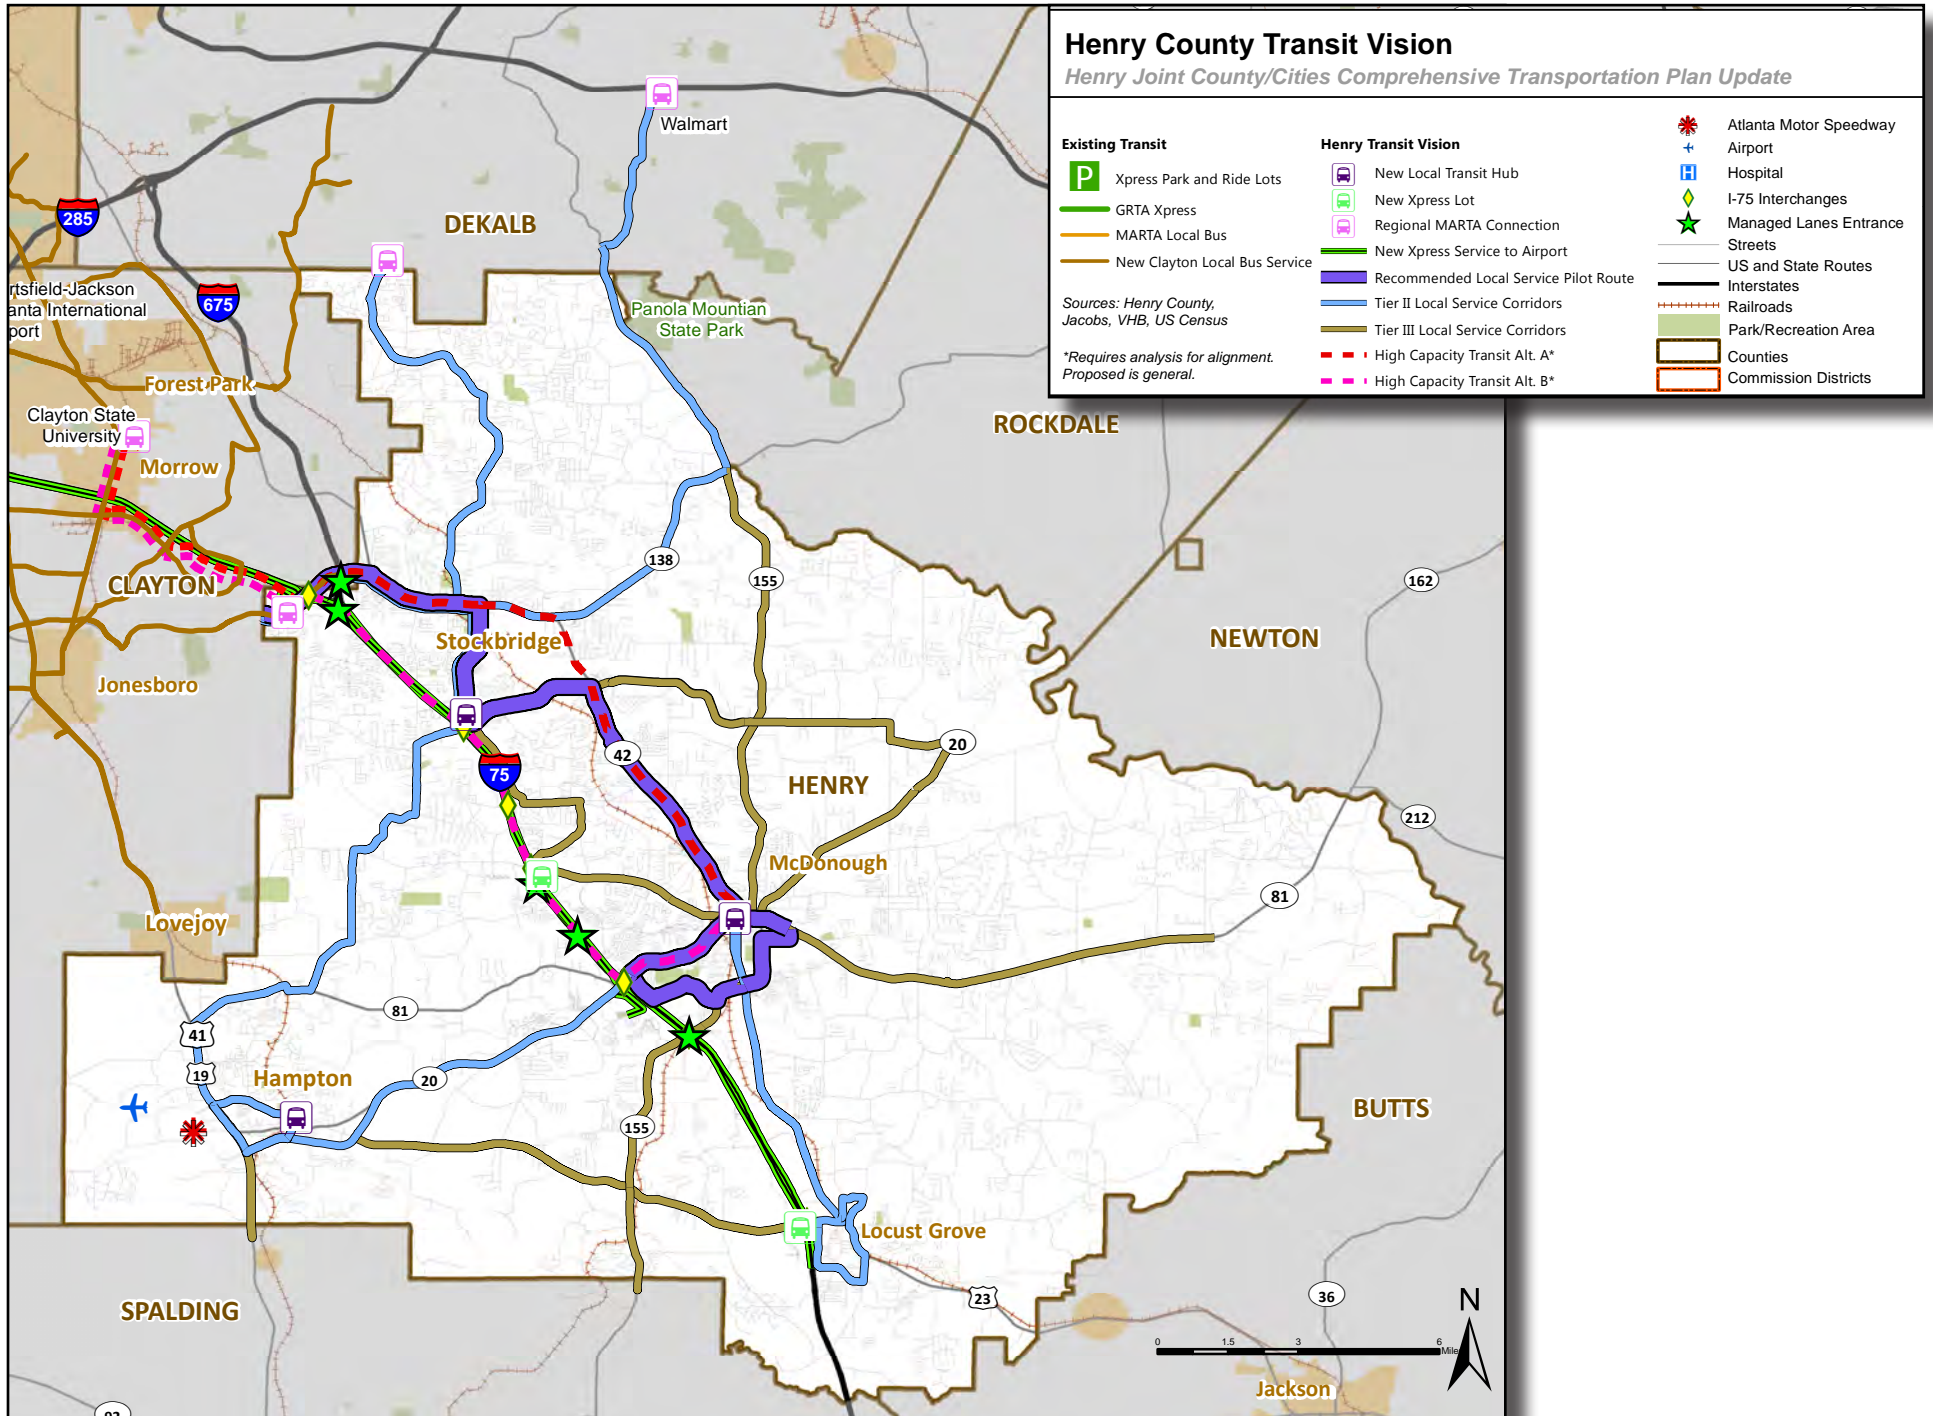 Henry County Transit Vision
Henry Joint County/Cities Comprehensive Transportation Plan Update
Existing Transit
P
Xpress Park and Ride Lots
GRTA Xpress
MARTA Local Bus
New Clayton Local Bus Service
Sources: Henry County,
Jacobs, VHB, US Census
*Requires analysis for alignment.
Proposed is general.
Henry Transit Vision
New Local Transit Hub
New Xpress Lot
Regional MARTA Connection
New Xpress Service to Airport
Recommended Local Service Pilot Route
Tier II Local Service Corridors
Tier III Local Service Corridors
High Capacity Transit Alt. A*
High Capacity Transit Alt. B*
Atlanta Motor Speedway
Airport
H
Hospital
I-75 Interchanges
Managed Lanes Entrance
Streets
US and State Routes
Interstates
Railroads
Park/Recreation Area
Counties
Commission Districts
Walmart
285
DEKALB
rtsfield-Jackson
anta International
port
675
Panola Mountian
State Park
Forest Park
Clayton State
University
Morrow
ROCKDALE
138
155
162
CLAYTON
Stockbridge
NEWTON
Jonesboro
42
20
75
HENRY
212
McDonough
81
Lovejoy
81
41
19
Hampton
20
155
BUTTS
Locust Grove
23
36
N
SPALDING
0
1.5
3
6
Mile
Jackson